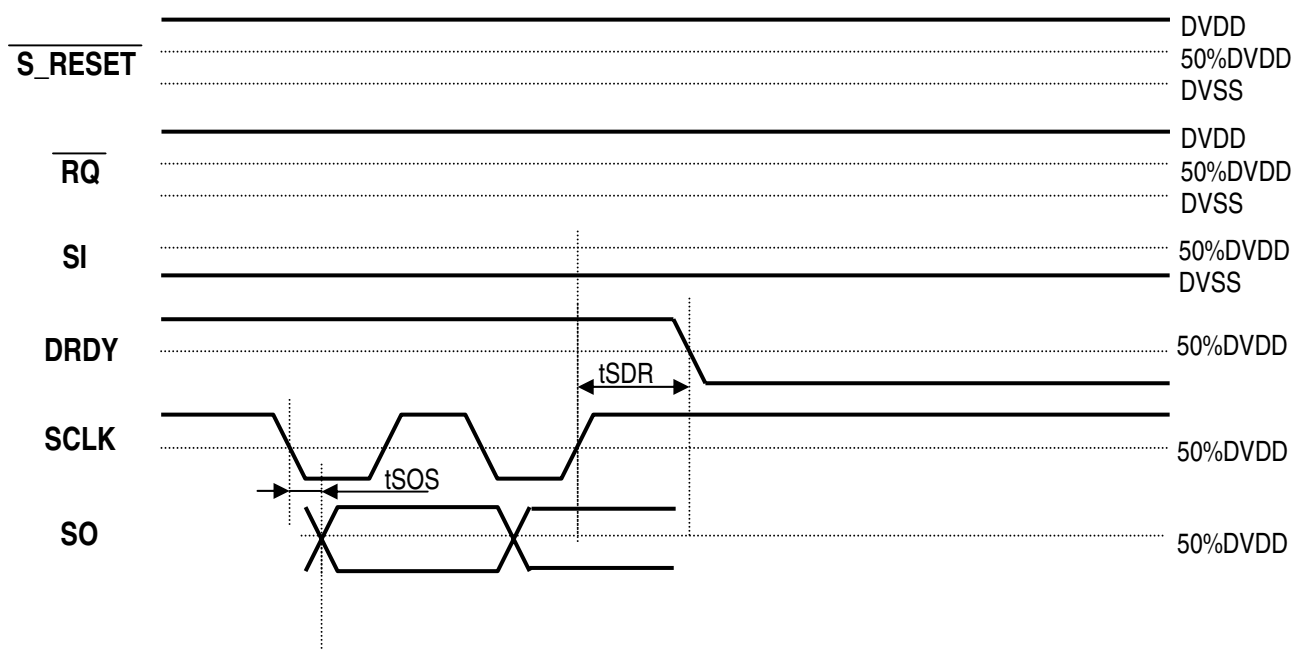 DVDD
S_RESET
50%DVDD
DVSS
DVDD
RQ
50%DVDD
DVSS
SI
50%DVDD
DVSS
DRDY
50%DVDD
tSDR
SCLK
50%DVDD
tSOS
SO
50%DVDD